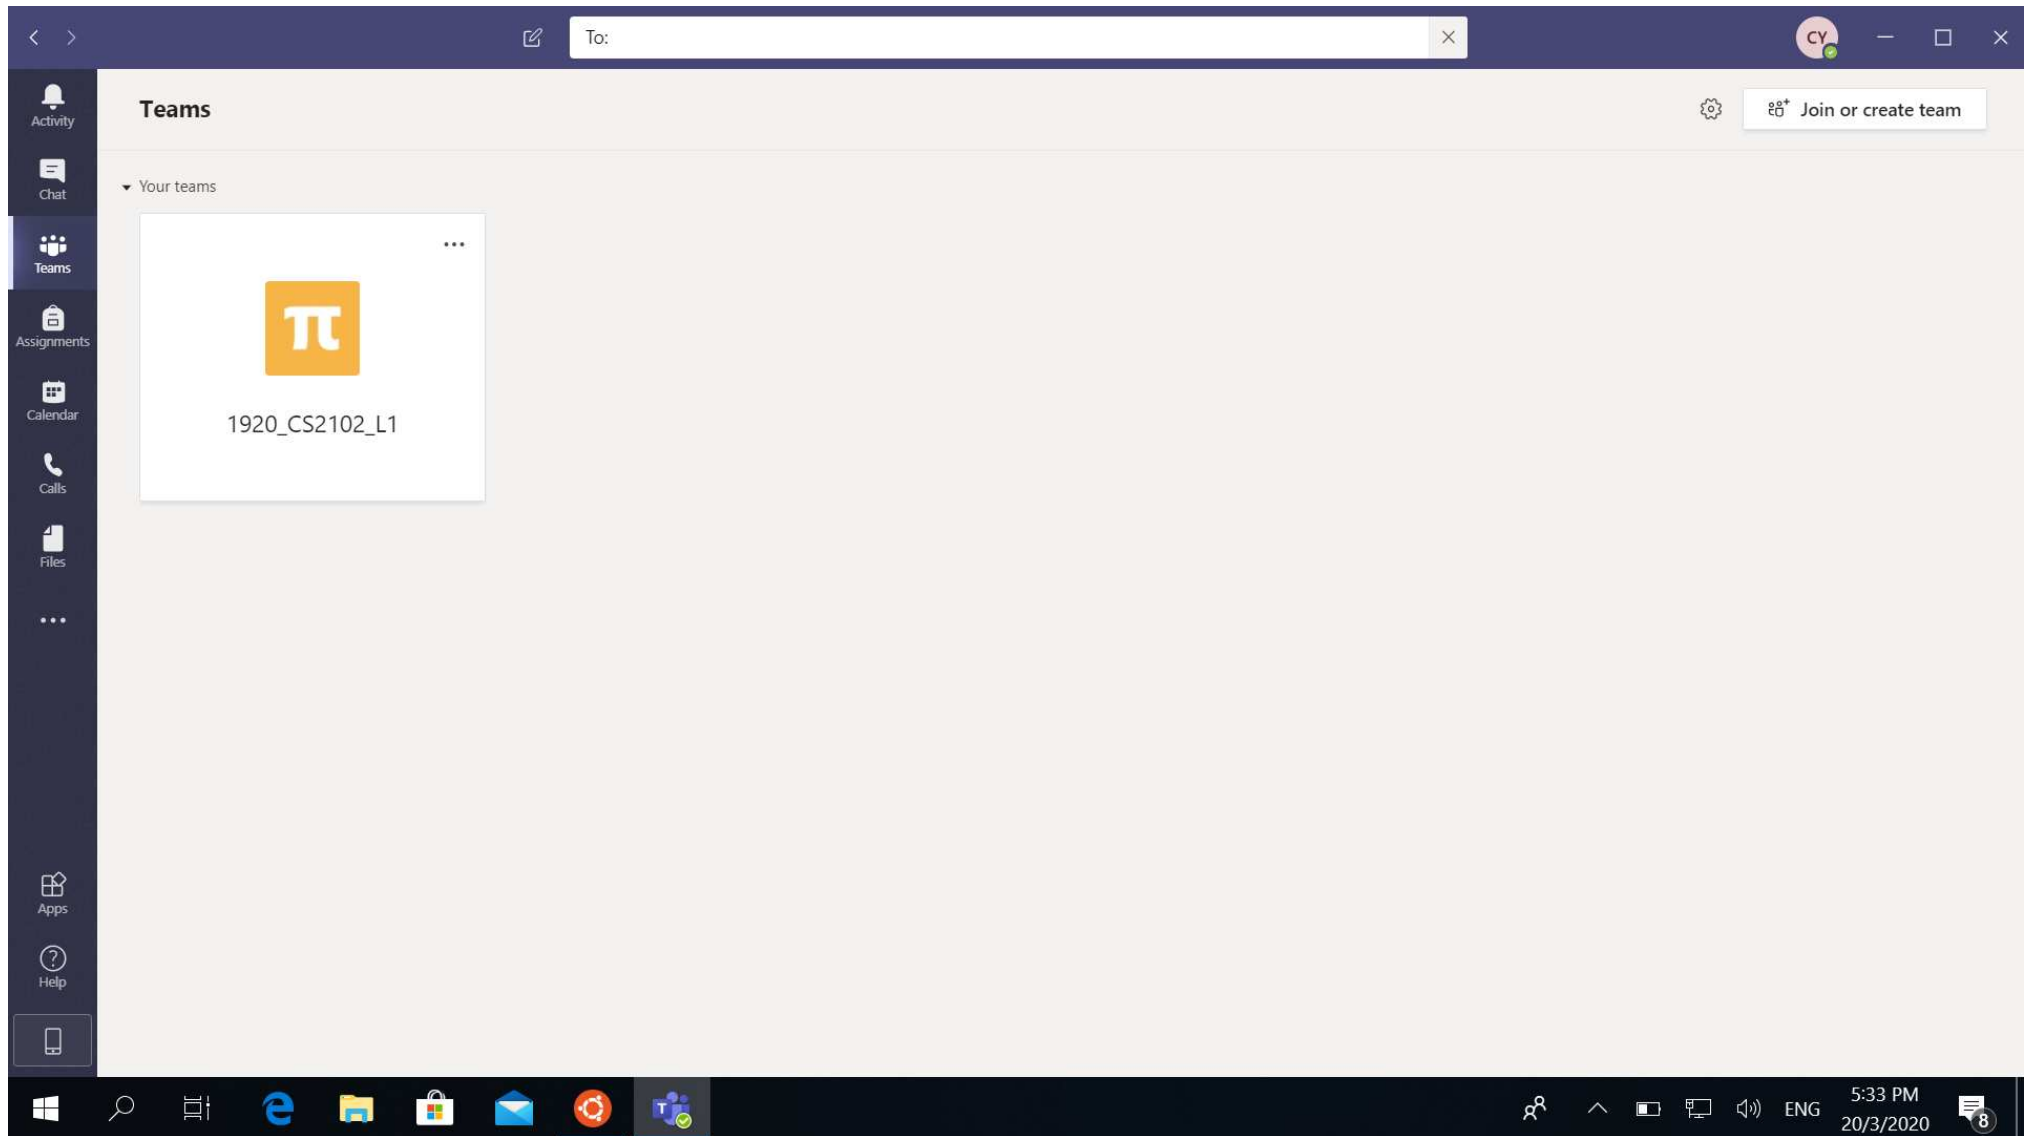 To:
CY
Activity
Teams
Join or create team
Chat
Your teams
Teams
π
1920_CS2102_L1
Assignments
Calendar
Calls
Files
Apps
Help
ENG
5:33 PM
20/3/2020
8